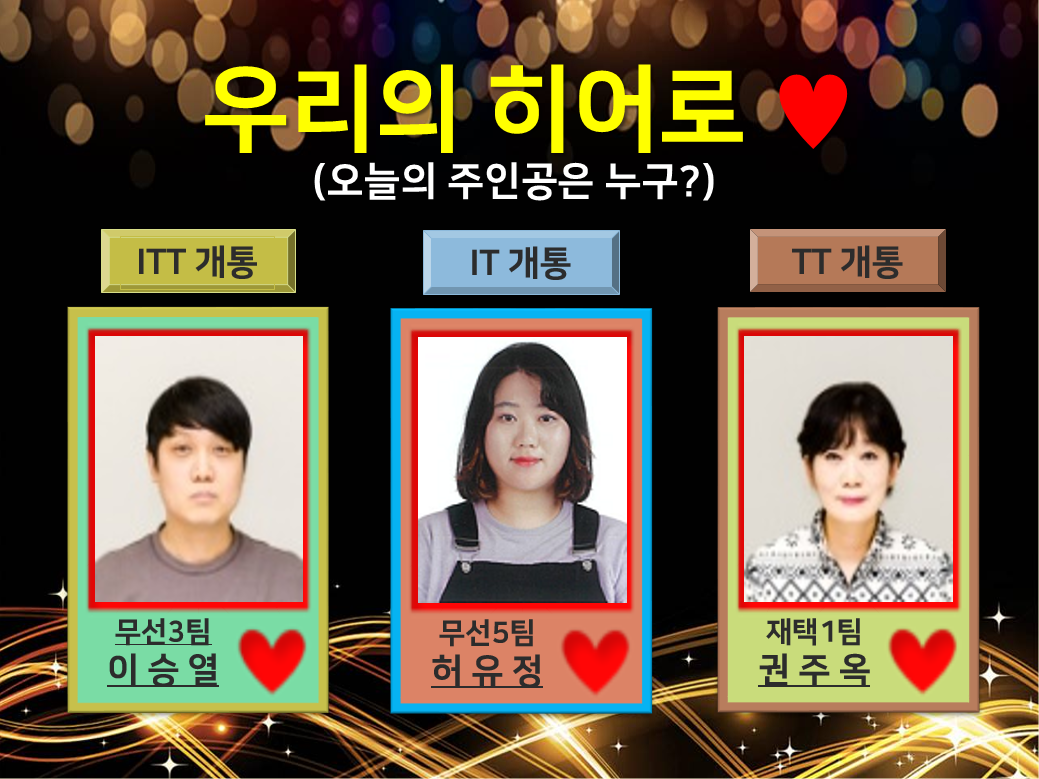 우리의 히어로 ♥
(오늘의 주인공은 누구?)
ITT 개통
IT 개통
TT 개통
무선3팀
이 승 열
무선5팀
허 유 정
재택1팀
권 주 옥